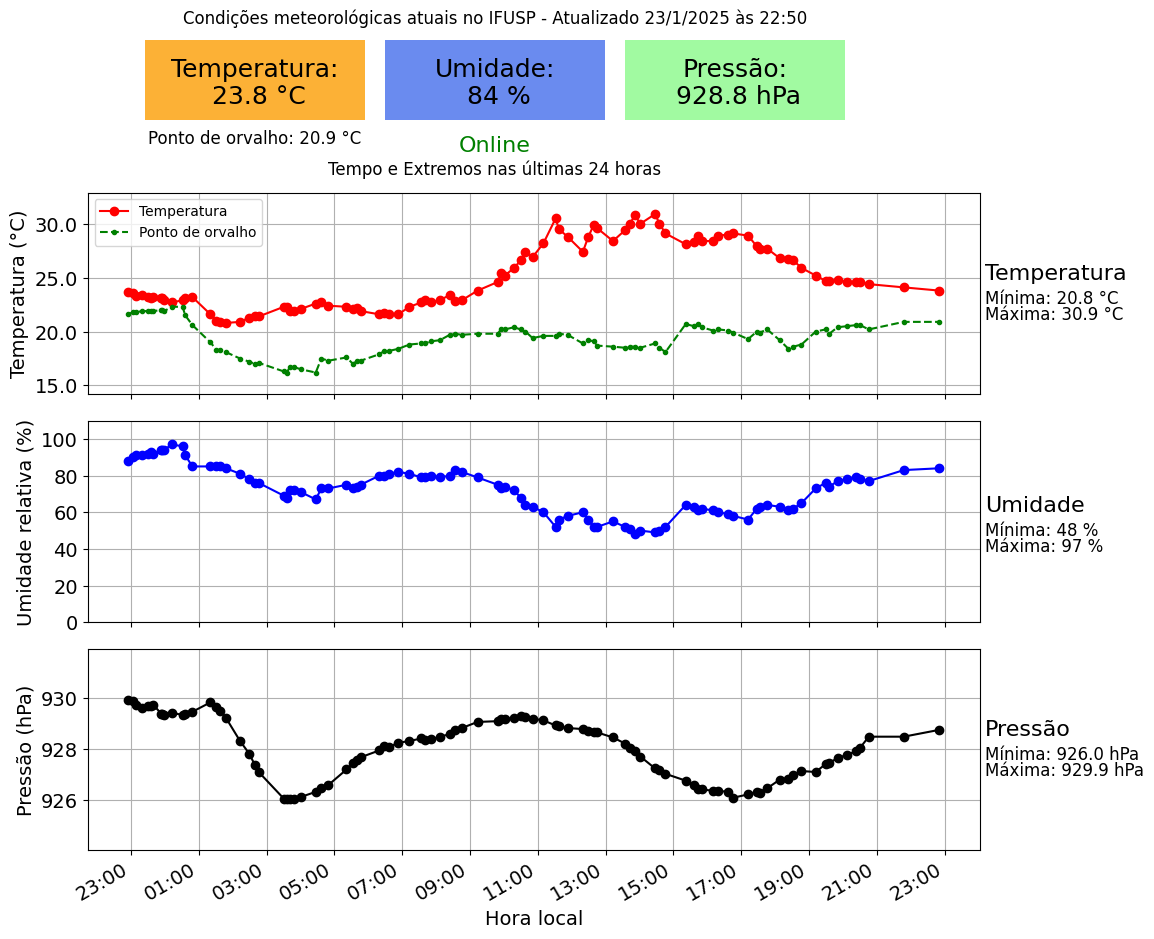 Condições meteorológicas atuais no IFUSP - Atualizado 23/1/2025 às 22:50
Temperatura:
23.8 °C
Umidade:
84 %
Pressão:
928.8 hPa
Ponto de orvalho: 20.9 °C
Online
Tempo e Extremos nas últimas 24 horas
Temperatura (°C)
30.0
25.0
20.0
15.0
Temperatura
Ponto de orvalho
Temperatura
Mínima: 20.8 °C
Máxima: 30.9 °C
Umidade relativa (%)
100
80
60
40
20
0
Umidade
Mínima: 48 %
Máxima: 97 %
Pressão (hPa)
930
928
926
Pressão
Mínima: 926.0 hPa
Máxima: 929.9 hPa
23:00 01:00 03:00 05:00 07:00 09:00 11:00 13:00 15:00 17:00 19:00 21:00 23:00
Hora local